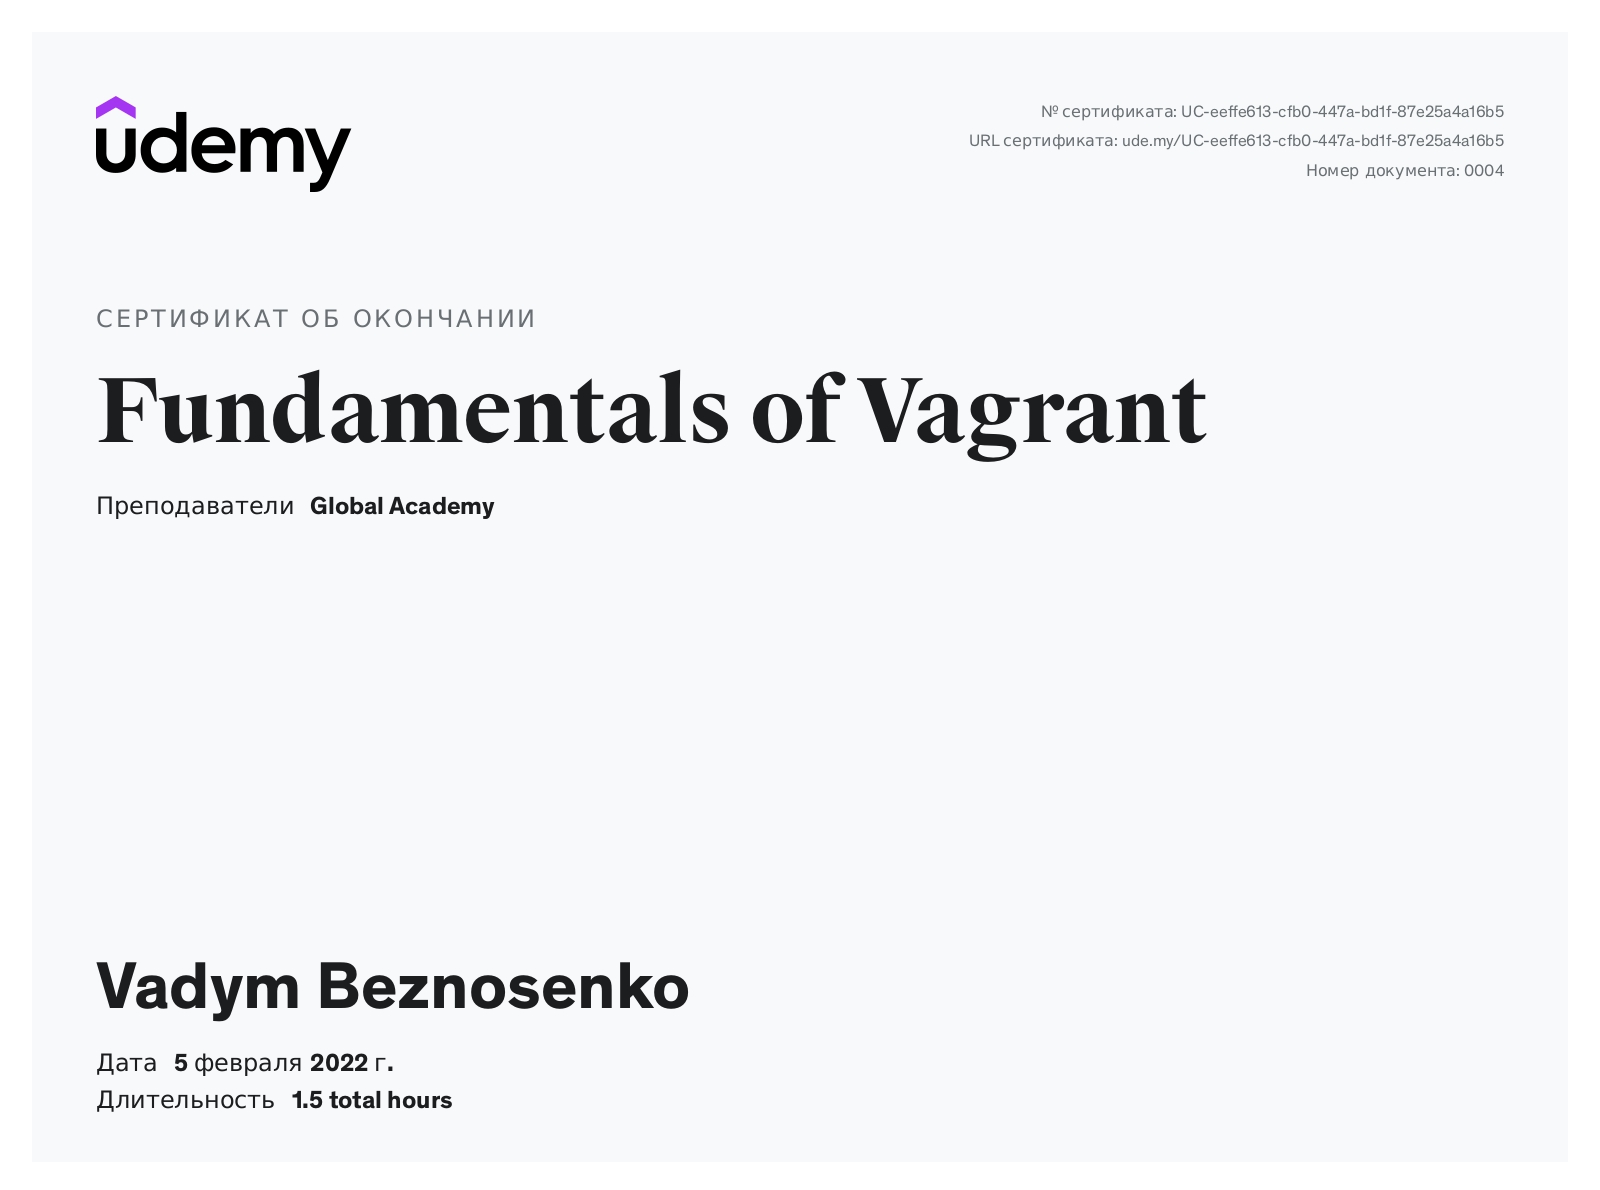 udemy
№ сертификата: UC-eeffe613-cfb0-447a-bd1f-87e25a4a16b5
URL сертификата: ude.my/UC-eeffe613-cfb0-447a-bd1f-87e25a4a16b5
Номер документа: 0004
СЕРТИФИКАТ ОБ ОКОНЧАНИИ
Fundamentals of Vagrant
Преподаватели Global Academy
Vadym Beznosenko
Дата 5 февраля 2022 г.
Длительность 1.5 total hours